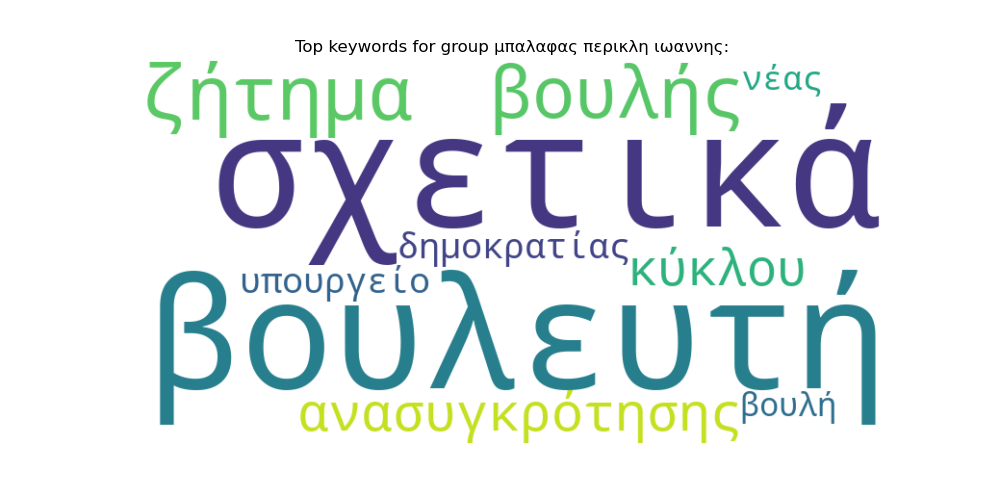 Top keywords for group μπαλαφας περικλη ιωαννης:
ζήτημα βουλής νέας
σχετικά
δημοκρατίας κύκλου
υπουργείο
βουλευτή
ανασυγκρότησης βουλή